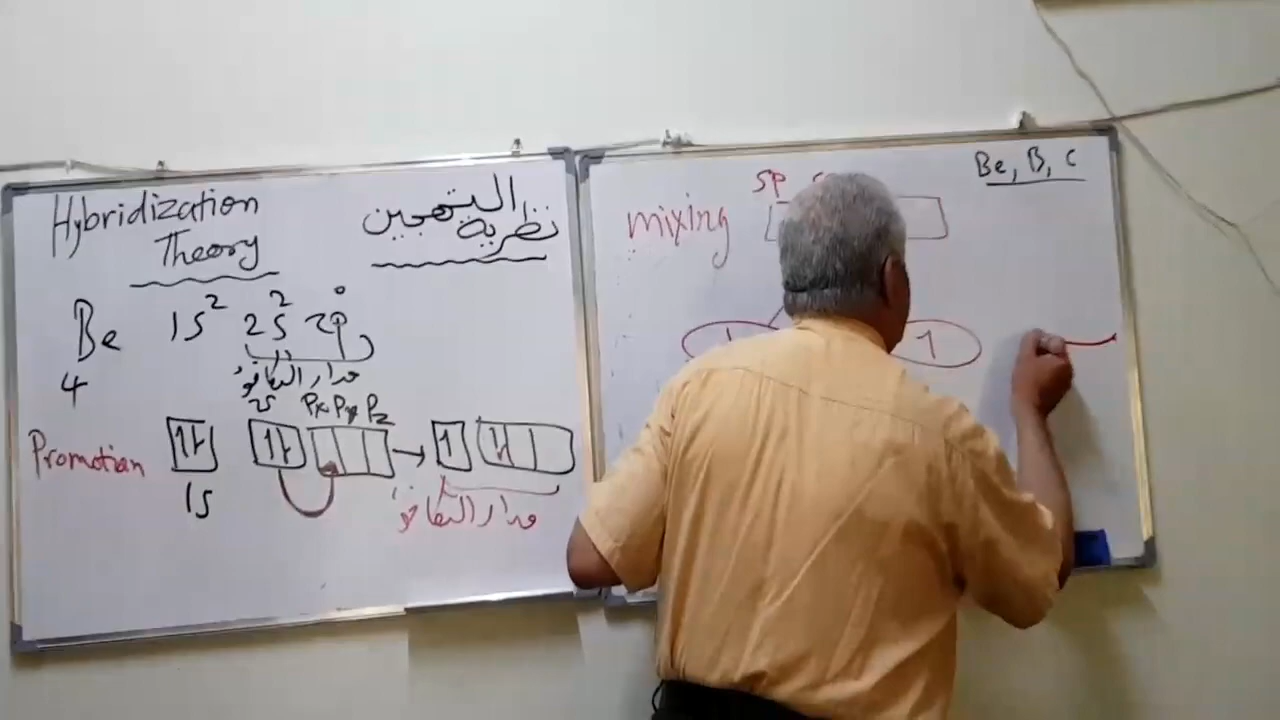 Hybridization
Theory
نظرية التهجين
Be 1s² 2s² 2p⁰
4
مدار التكافؤ
2s Px Py Pz
Promotion
1s
مدار التكافؤ
Be, B, C
SP
mixing